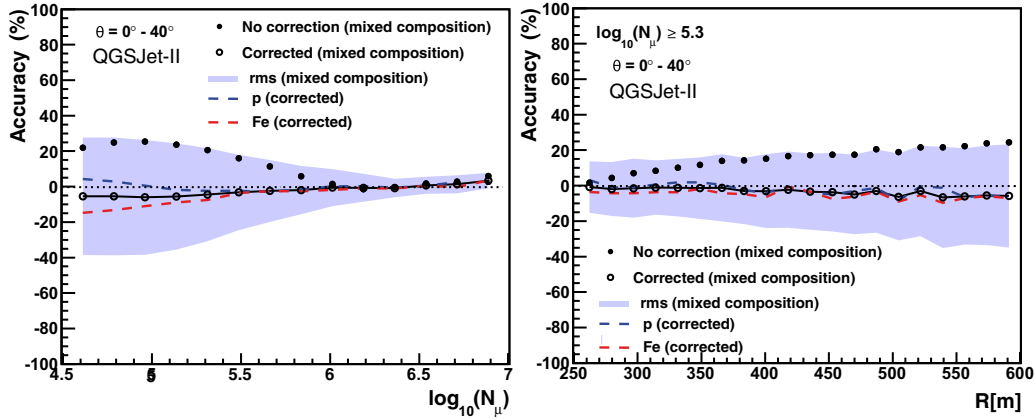 Accuracy (%)
100
80
60
40
20
0
-20
-40
-60
-80
-100
θ = 0° - 40°
QGSJet-II
No correction (mixed composition)
Corrected (mixed composition)
rms (mixed composition)
p (corrected)
Fe (corrected)
4.5
5
5.5
6
6.5
7
log10(Nμ)
Accuracy (%)
100
80
60
40
20
0
-20
-40
-60
-80
-100
log10(Nμ) ≥ 5.3
θ = 0° - 40°
QGSJet-II
No correction (mixed composition)
Corrected (mixed composition)
rms (mixed composition)
p (corrected)
Fe (corrected)
250
300
350
400
450
500
550
600
R[m]